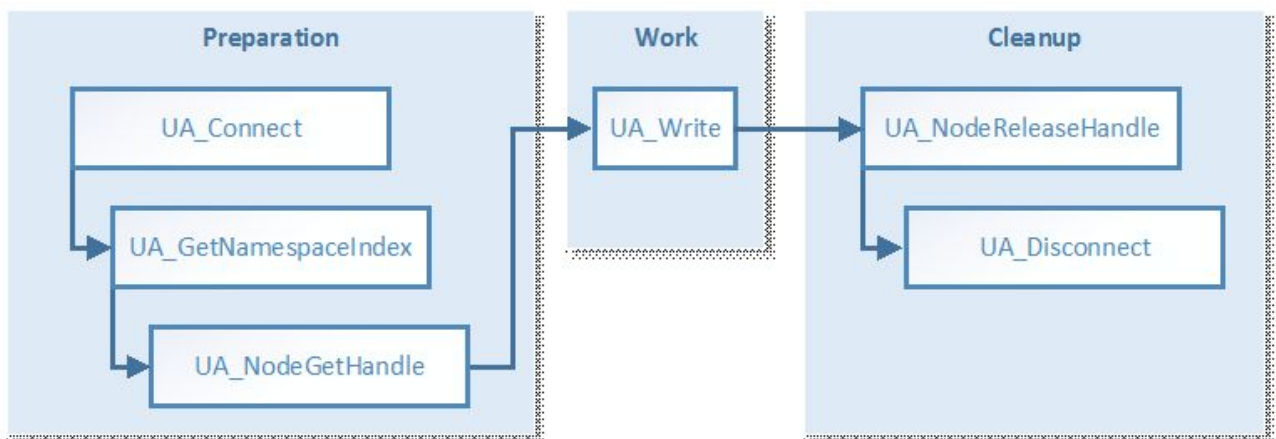 Preparation
UA_Connect
UA_GetNamespaceIndex
UA_NodeGetHandle
Work
UA_Write
Cleanup
UA_NodeReleaseHandle
UA_Disconnect